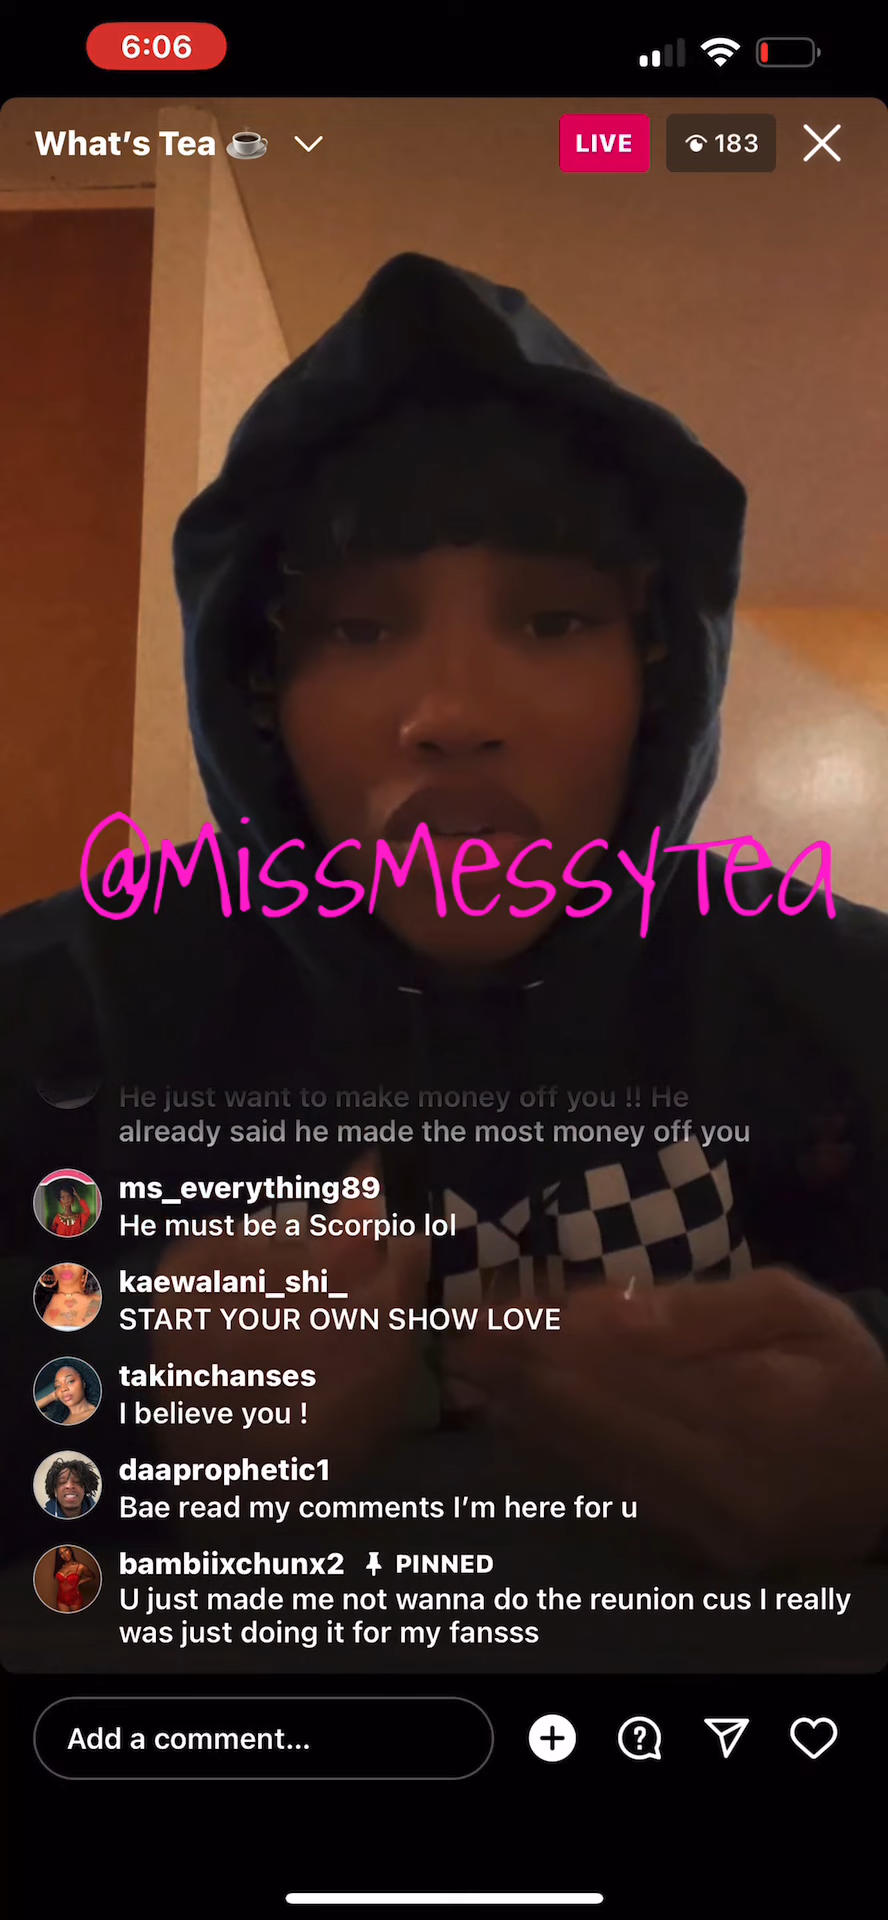 6:06
What's Tea ☕
LIVE
183
@MissMessyTea
He just want to make money off you !! He
already said he made the most money off you
ms_everything89
He must be a Scorpio lol
kaewalani_shi_
START YOUR OWN SHOW LOVE
takinchanses
I believe you !
daaprophetic1
Bae read my comments I'm here for u
bambiixchunx2 PINNED
U just made me not wanna do the reunion cus I really
was just doing it for my fansss
Add a comment...